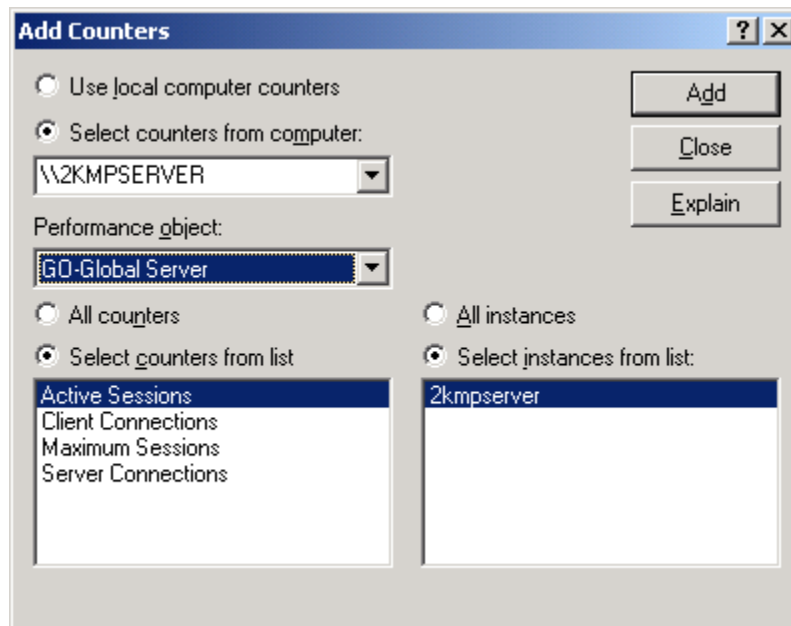 Add Counters
Use local computer counters
Select counters from computer:
\\2KMPSERVER
Performance object:
GO-Global Server
All counters
Select counters from list
Active Sessions
Client Connections
Maximum Sessions
Server Connections
All instances
Select instances from list:
2kmpserver
Add
Close
Explain